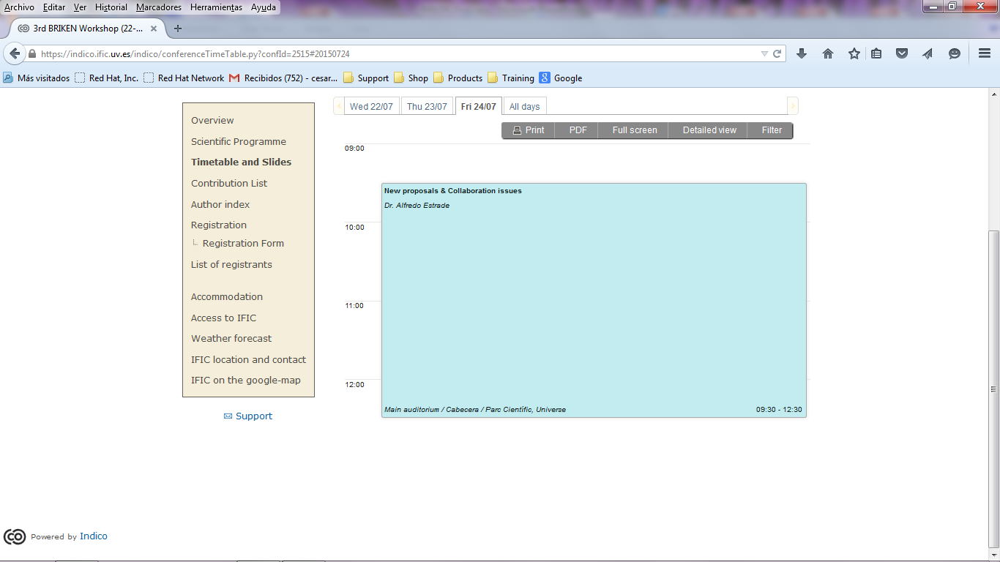 Archivo Editar Ver Historial Marcadores Herramientas Ayuda
3rd BRIKEN Workshop (22-...
https://indico.ific.uv.es/indico/conferenceTimeTable.py?confId=2515#20150724
Más visitados Red Hat, Inc. Red Hat Network Recibidos (752) - cesar... Support Shop Products Training Google
Wed 22/07 Thu 23/07 Fri 24/07 All days
Print PDF Full screen Detailed view Filter
Overview
Scientific Programme
Timetable and Slides
Contribution List
Author index
Registration
Registration Form
List of registrants
Accommodation
Access to IFIC
Weather forecast
IFIC location and contact
IFIC on the google-map
Support
09:00
New proposals & Collaboration issues
Dr. Alfredo Estrade
10:00
11:00
12:00
Main auditorium / Cabecera / Parc Científic, Universe 09:30 - 12:30
Powered by Indico